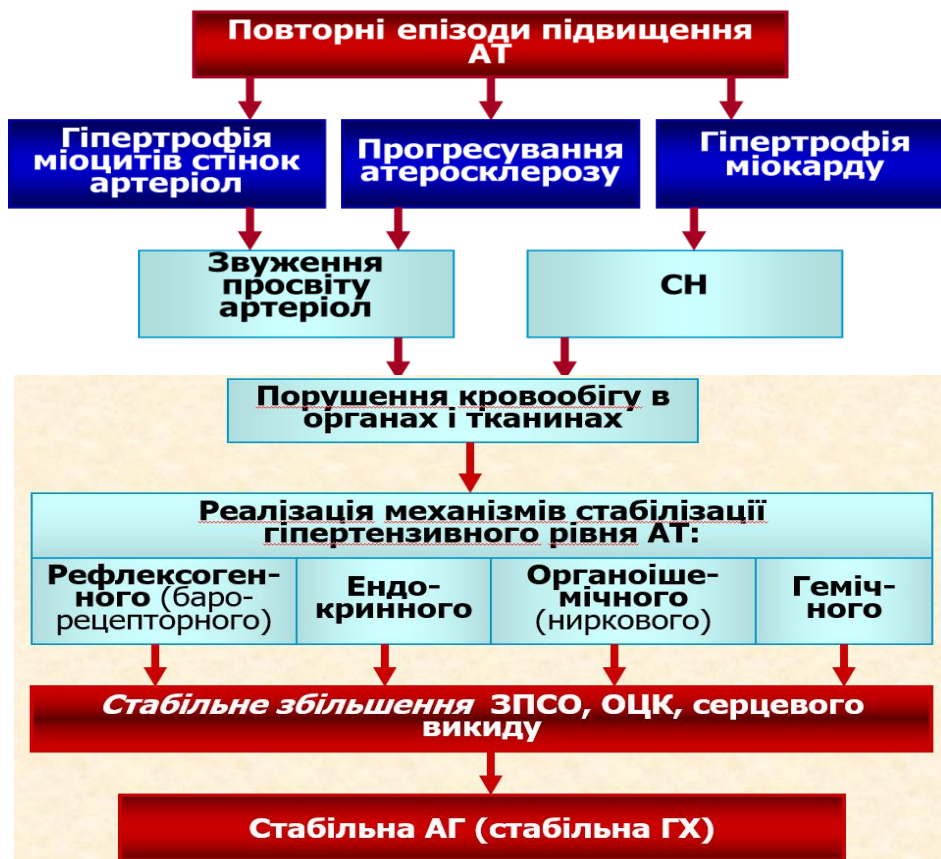 Повторні епізоди підвищення
АТ
Гіпертрофія
міоцитів стінок
артеріол
Прогресування
атеросклерозу
Гіпертрофія
міокарду
Звуження
просвіту
артеріол
СН
Порушення кровообігу в
органах і тканинах
Реалізація механізмів стабілізації
гіпертензивного рівня АТ:
Рефлексоген-
ного (баро-
рецепторного)
Ендо-
кринного
Органоіше-
мічного
(ниркового)
Геміч-
ного
Стабільне збільшення ЗПСО, ОЦК, серцевого
викиду
Стабільна АГ (стабільна ГХ)